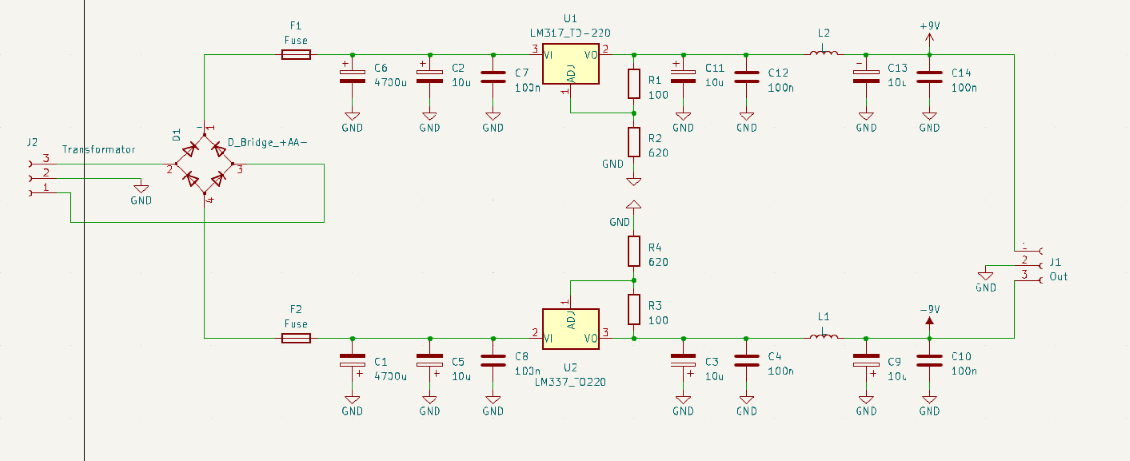 F1
Fuse
C6
4700u
GND
C2
10u
GND
C7
100n
GND
U1
LM317_TO-220
3
VI
VO
2
ADJ
1
R1
100
R2
620
GND
C11
10u
GND
C12
100n
GND
L2
C13
10u
GND
+9V
C14
100n
GND
J2
3
2
1
Transformator
GND
D1
D_Bridge_+AA-
1
2
3
4
GND
R4
620
R3
100
1
2
3
J1
Out
GND
F2
Fuse
C1
4700u
GND
C5
10u
GND
C8
100n
GND
1
ADJ
2
VI
VO
3
U2
LM337_TO220
C3
10u
GND
C4
100n
GND
L1
C9
10u
GND
-9V
C10
100n
GND